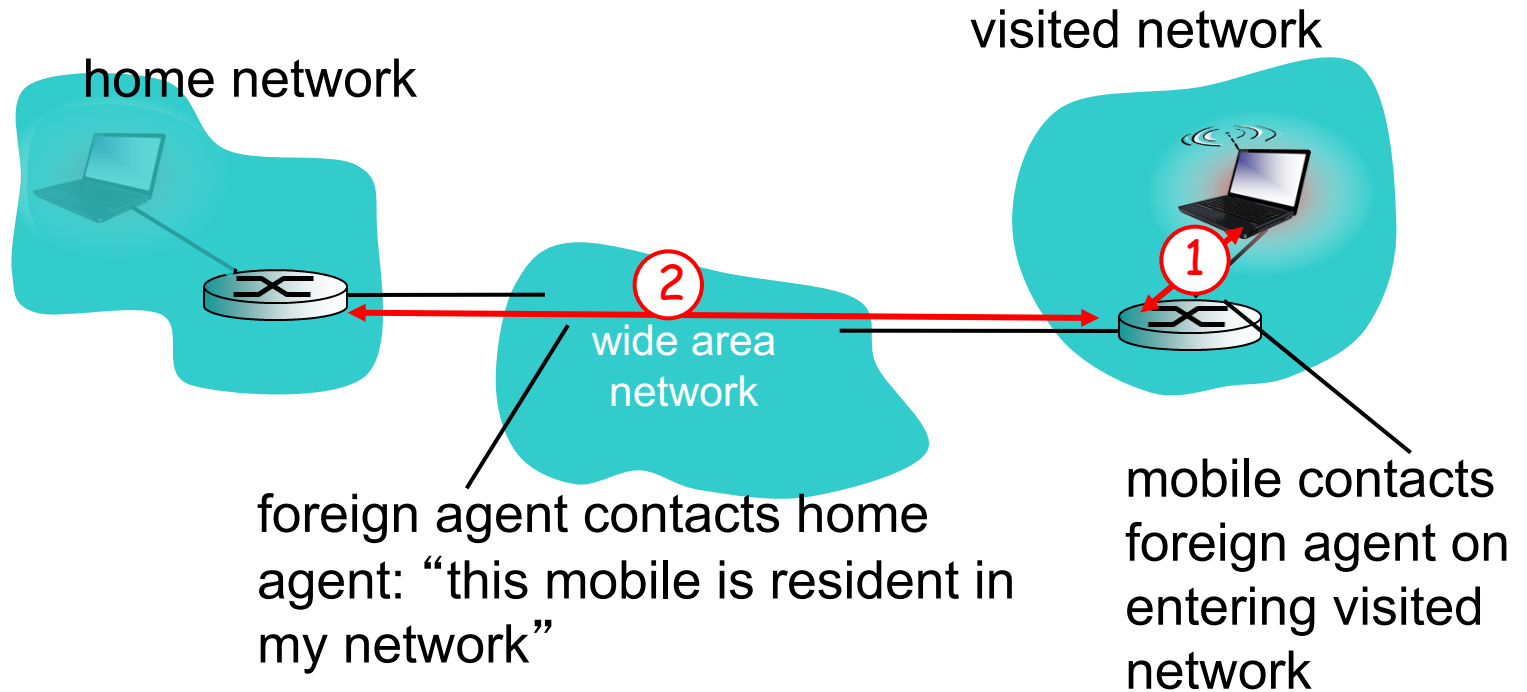 visited network
home network
1
2
wide area
network
foreign agent contacts home
agent: “this mobile is resident in
my network”
mobile contacts
foreign agent on
entering visited
network